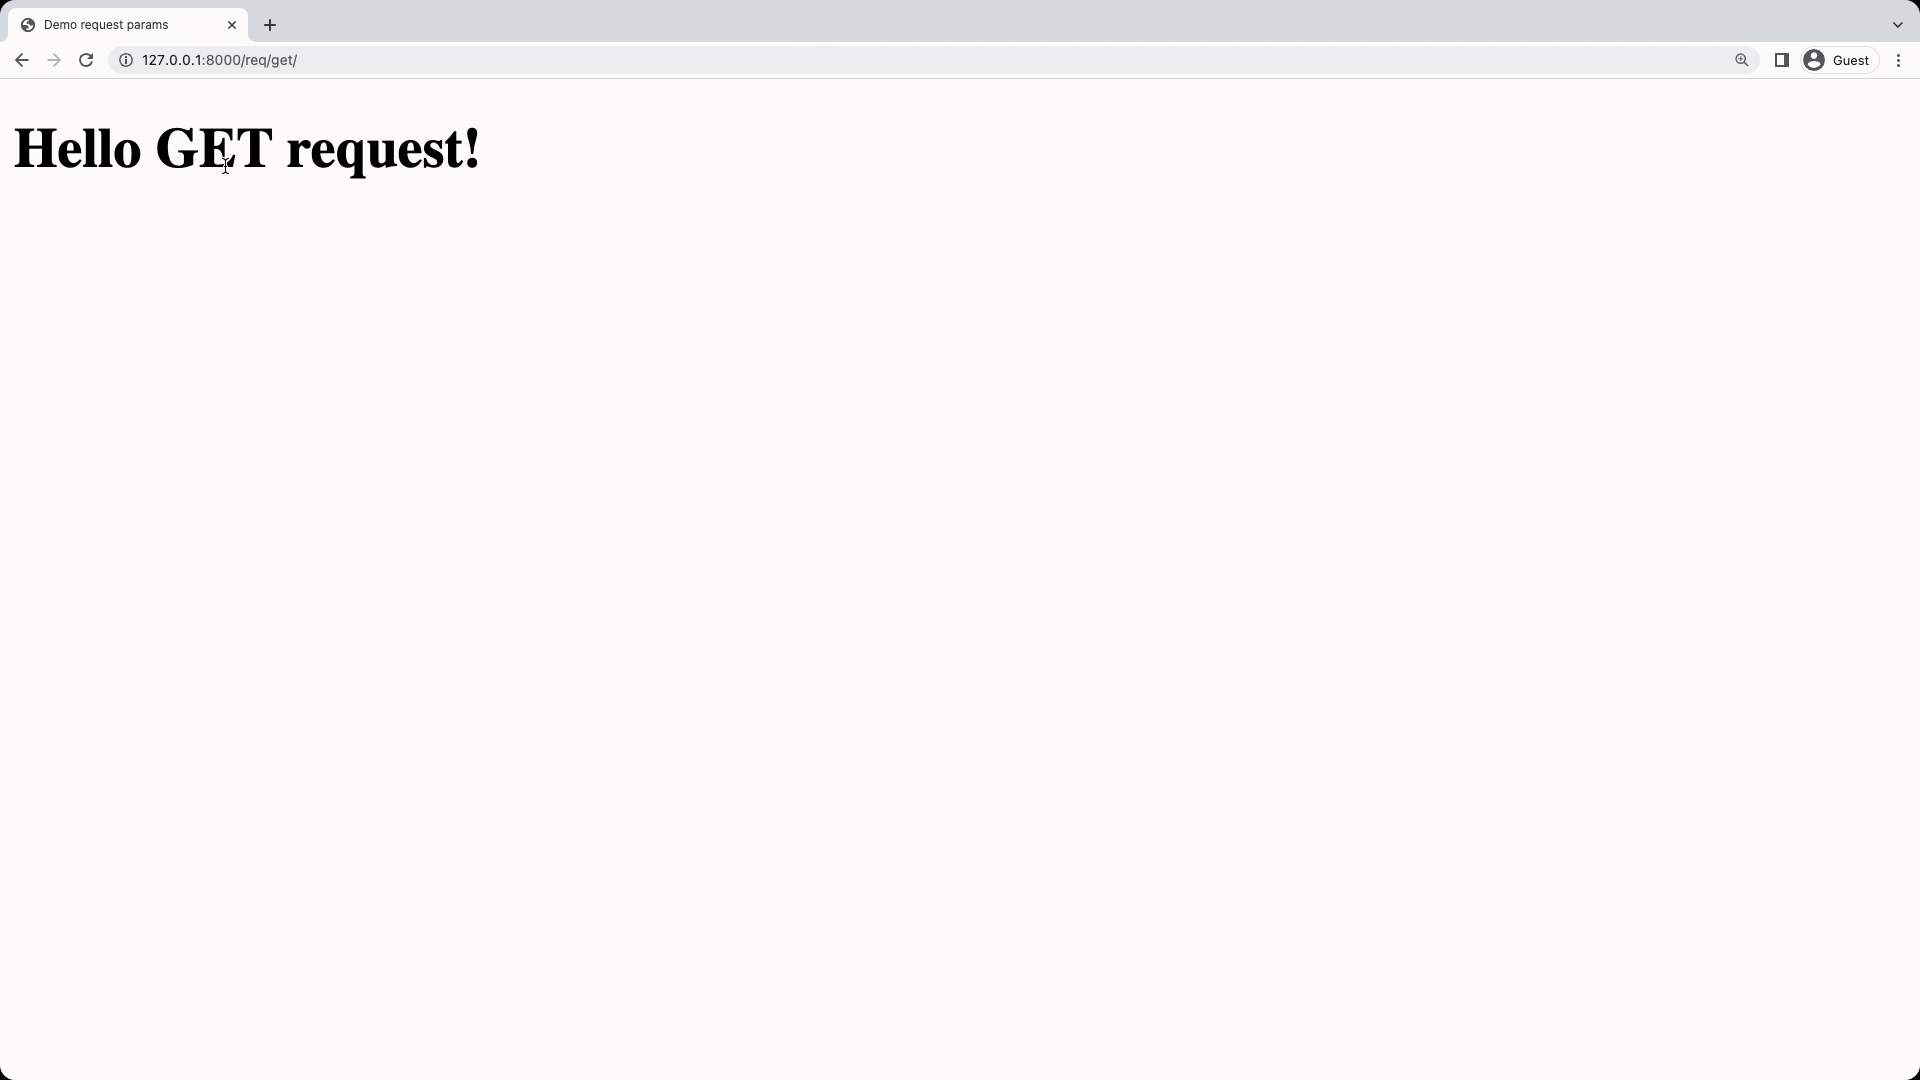 Demo request params
127.0.0.1:8000/req/get/
Guest
Hello GET request!